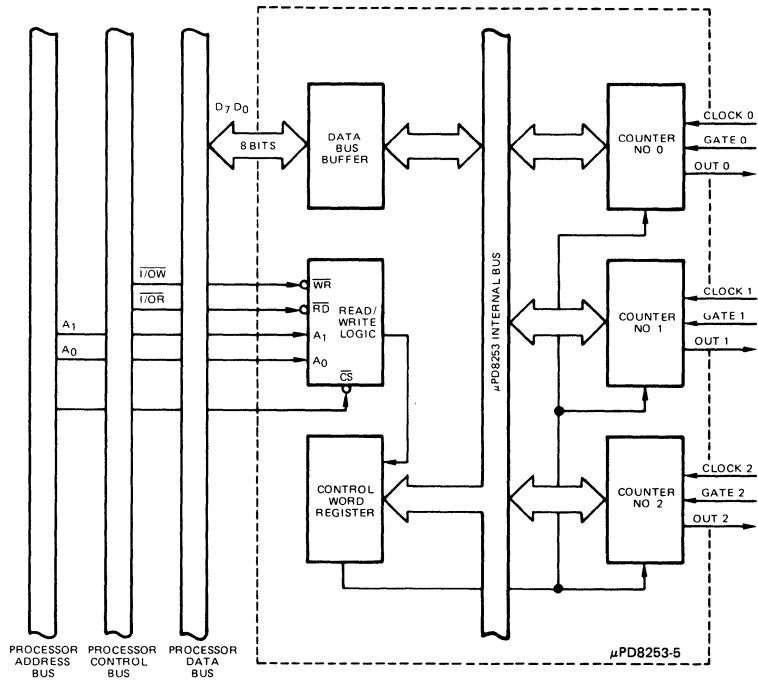 D7 D0
8 BITS
DATA
BUS
BUFFER
COUNTER
NO 0
CLOCK 0
GATE 0
OUT 0
I/OW
I/OR
A1
A0
WR
RD
READ/
WRITE
LOGIC
A1
A0
CS
µPD8253 INTERNAL BUS
COUNTER
NO 1
CLOCK 1
GATE 1
OUT 1
CONTROL
WORD
REGISTER
COUNTER
NO 2
CLOCK 2
GATE 2
OUT 2
PROCESSOR
ADDRESS
BUS
PROCESSOR
CONTROL
BUS
PROCESSOR
DATA
BUS
µPD8253-5